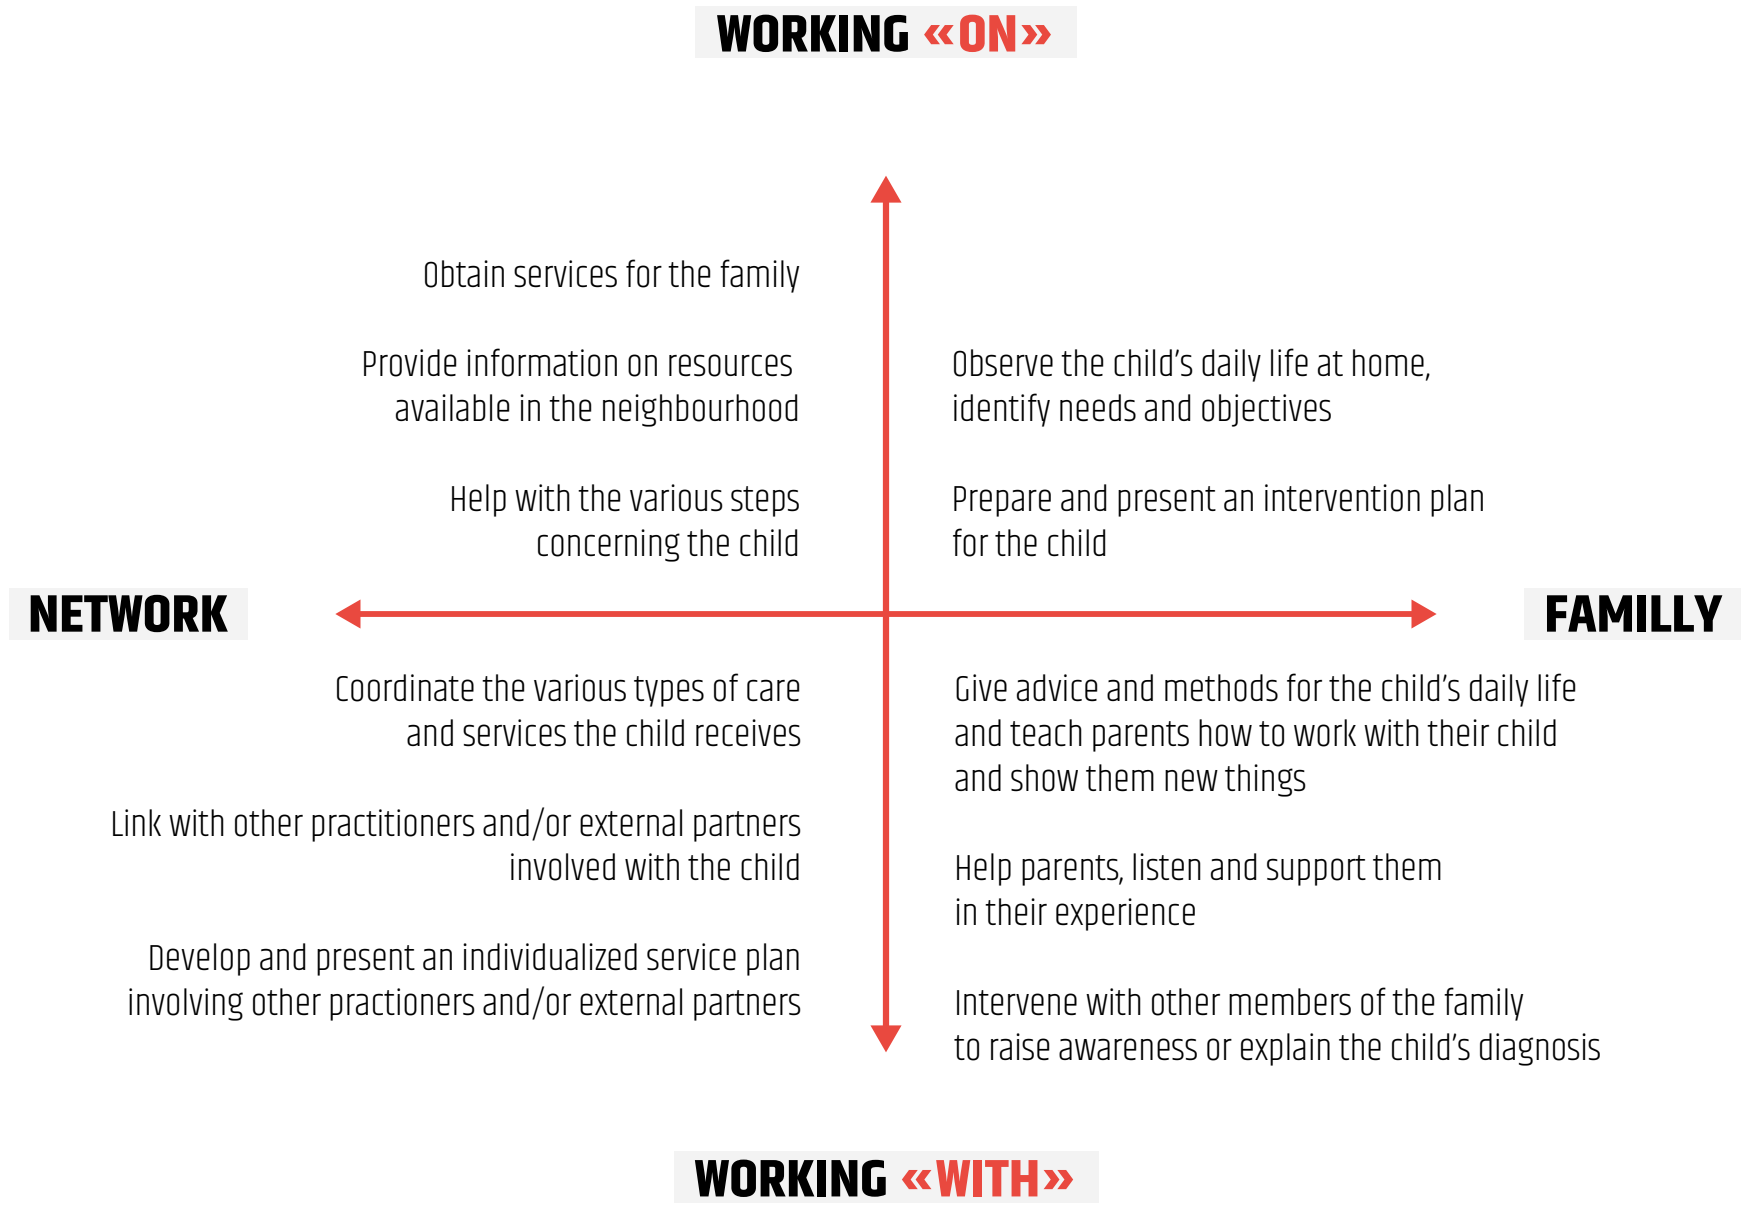 WORKING «ON»
Obtain services for the family
Provide information on resources
available in the neighbourhood
Help with the various steps
concerning the child
Observe the child's daily life at home,
identify needs and objectives
Prepare and present an intervention plan
for the child
NETWORK
FAMILLY
Coordinate the various types of care
and services the child receives
Link with other practitioners and/or external partners
involved with the child
Develop and present an individualized service plan
involving other practioners and/or external partners
Give advice and methods for the child's daily life
and teach parents how to work with their child
and show them new things
Help parents, listen and support them
in their experience
Intervene with other members of the family
to raise awareness or explain the child's diagnosis
WORKING «WITH»